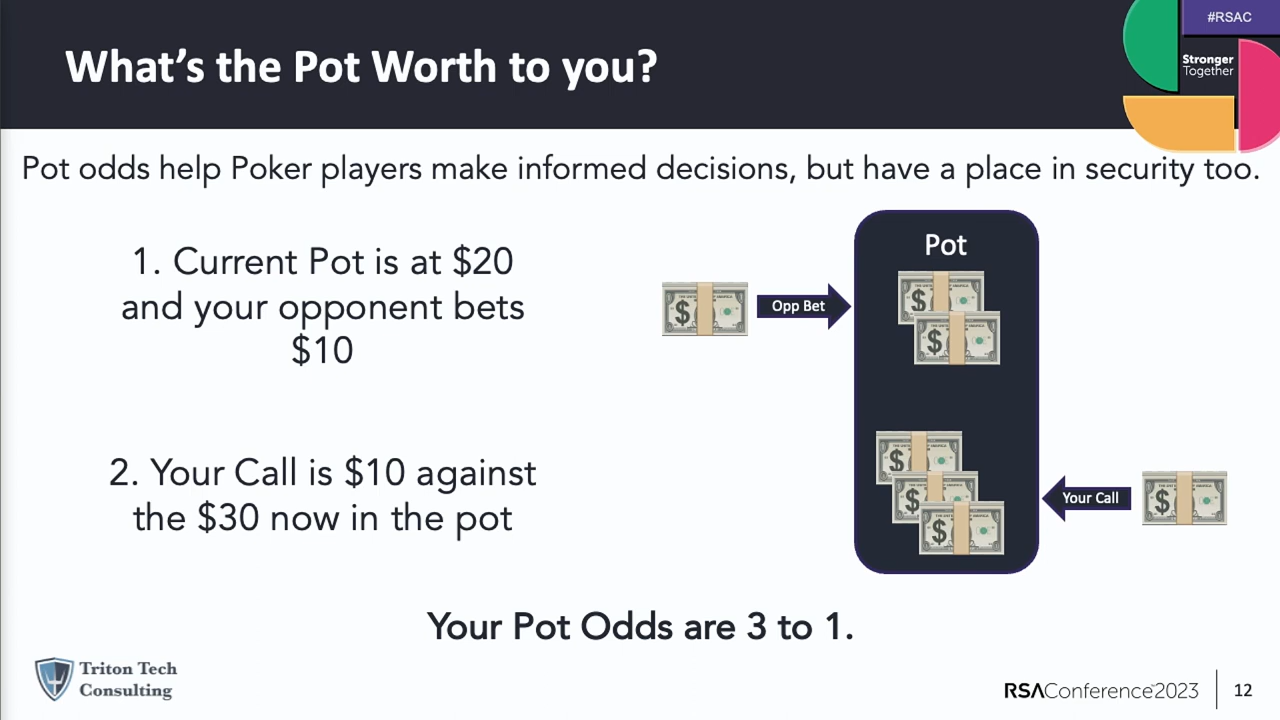 #RSAC
Stronger
Together
What's the Pot Worth to you?
Pot odds help Poker players make informed decisions, but have a place in security too.
1. Current Pot is at $20
and your opponent bets
$10
Opp Bet
Pot
2. Your Call is $10 against
the $30 now in the pot
Your Call
Your Pot Odds are 3 to 1.
Triton Tech
Consulting
RSAConference™2023
12